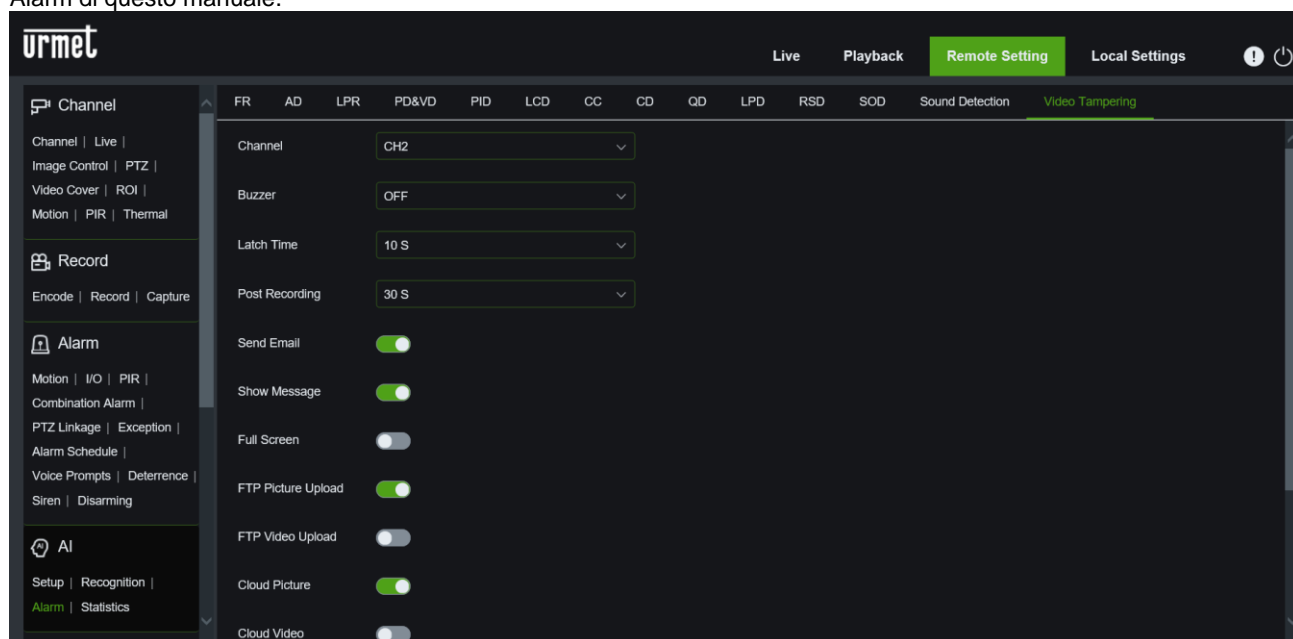 Alarm di questo manuale.
urmet
Live Playback Remote Setting Local Settings
Channel
Channel | Live |
Image Control | PTZ |
Video Cover | ROI |
Motion | PIR | Thermal
Record
Encode | Record | Capture
Alarm
Motion | I/O | PIR |
Combination Alarm |
PTZ Linkage | Exception |
Alarm Schedule |
Voice Prompts | Deterrence |
Siren | Disarming
AI
Setup | Recognition |
Alarm | Statistics
FR AD LPR PD&VD PID LCD CC CD QD LPD RSD SOD Sound Detection Video Tampering
Channel CH2
Buzzer OFF
Latch Time 10 S
Post Recording 30 S
Send Email
Show Message
Full Screen
FTP Picture Upload
FTP Video Upload
Cloud Picture
Cloud Video